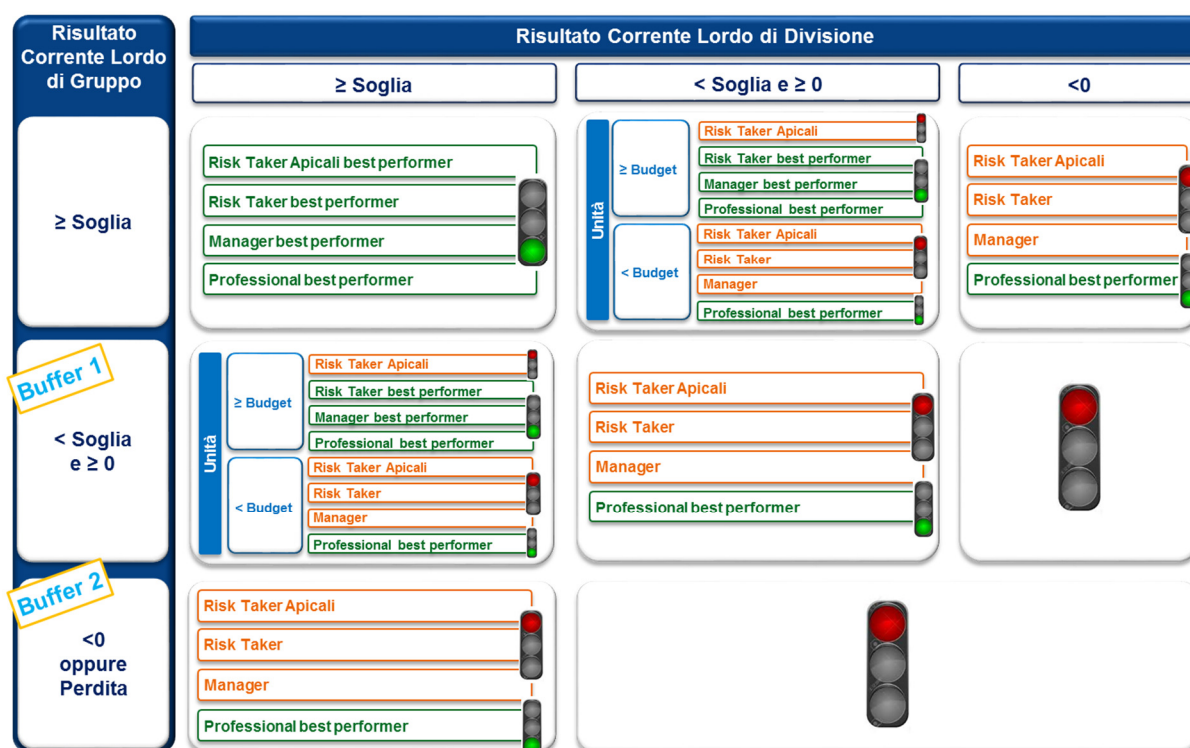 Risultato
Corrente Lordo
di Gruppo
Risultato Corrente Lordo di Divisione
≥ Soglia
< Soglia e ≥ 0
<0
≥ Soglia
Risk Taker Apicali best performer
Risk Taker best performer
Manager best performer
Professional best performer
Unità
≥ Budget
Risk Taker Apicali
Risk Taker best performer
Manager best performer
Professional best performer
< Budget
Risk Taker Apicali
Risk Taker
Manager
Professional best performer
Risk Taker Apicali
Risk Taker
Manager
Professional best performer
Buffer 1
< Soglia
e ≥ 0
Unità
≥ Budget
Risk Taker Apicali
Risk Taker best performer
Manager best performer
Professional best performer
< Budget
Risk Taker Apicali
Risk Taker
Manager
Professional best performer
Risk Taker Apicali
Risk Taker
Manager
Professional best performer
Buffer 2
<0
oppure
Perdita
Risk Taker Apicali
Risk Taker
Manager
Professional best performer